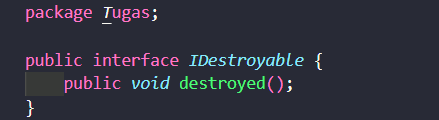 package Tugas;
public interface IDestroyable {
    public void destroyed();
}